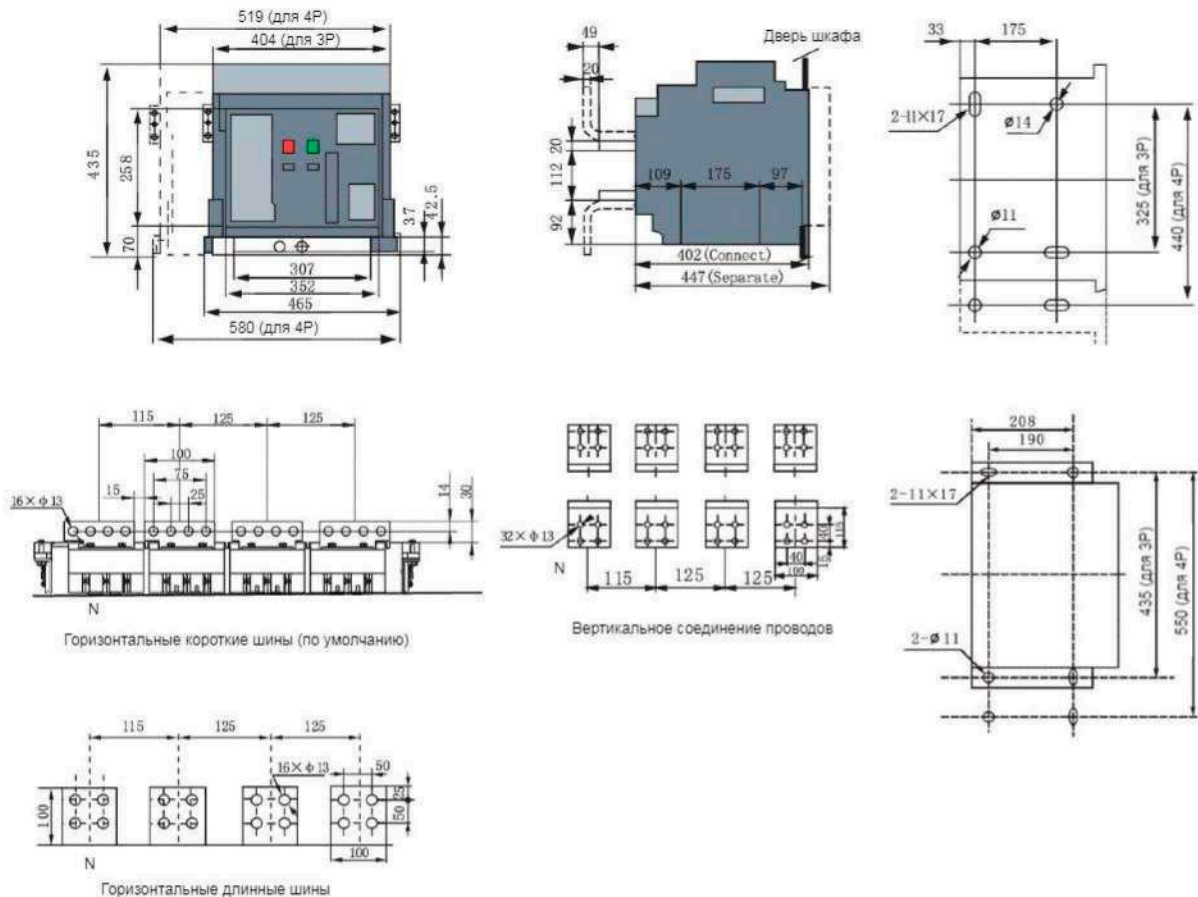 519 (для 4P)
404 (для 3P)
435
258
70
37
42.5
307
352
465
580 (для 4P)
49
20
Дверь шкафа
20
112
92
109
175
97
402(Connect)
447(Separate)
33
175
2-11×17
ø14
ø11
325 (для 3P)
440 (для 4P)
115
125
125
100
75
15
25
16×ф13
14
30
N
Горизонтальные короткие шины (по умолчанию)
32×ф13
N
40
100
15
115
115
125
125
Вертикальное соединение проводов
208
190
2-11×17
2-ø11
435 (для 3P)
550 (для 4P)
115
125
125
16×ф13
50
25
50
100
100
N
Горизонтальные длинные шины